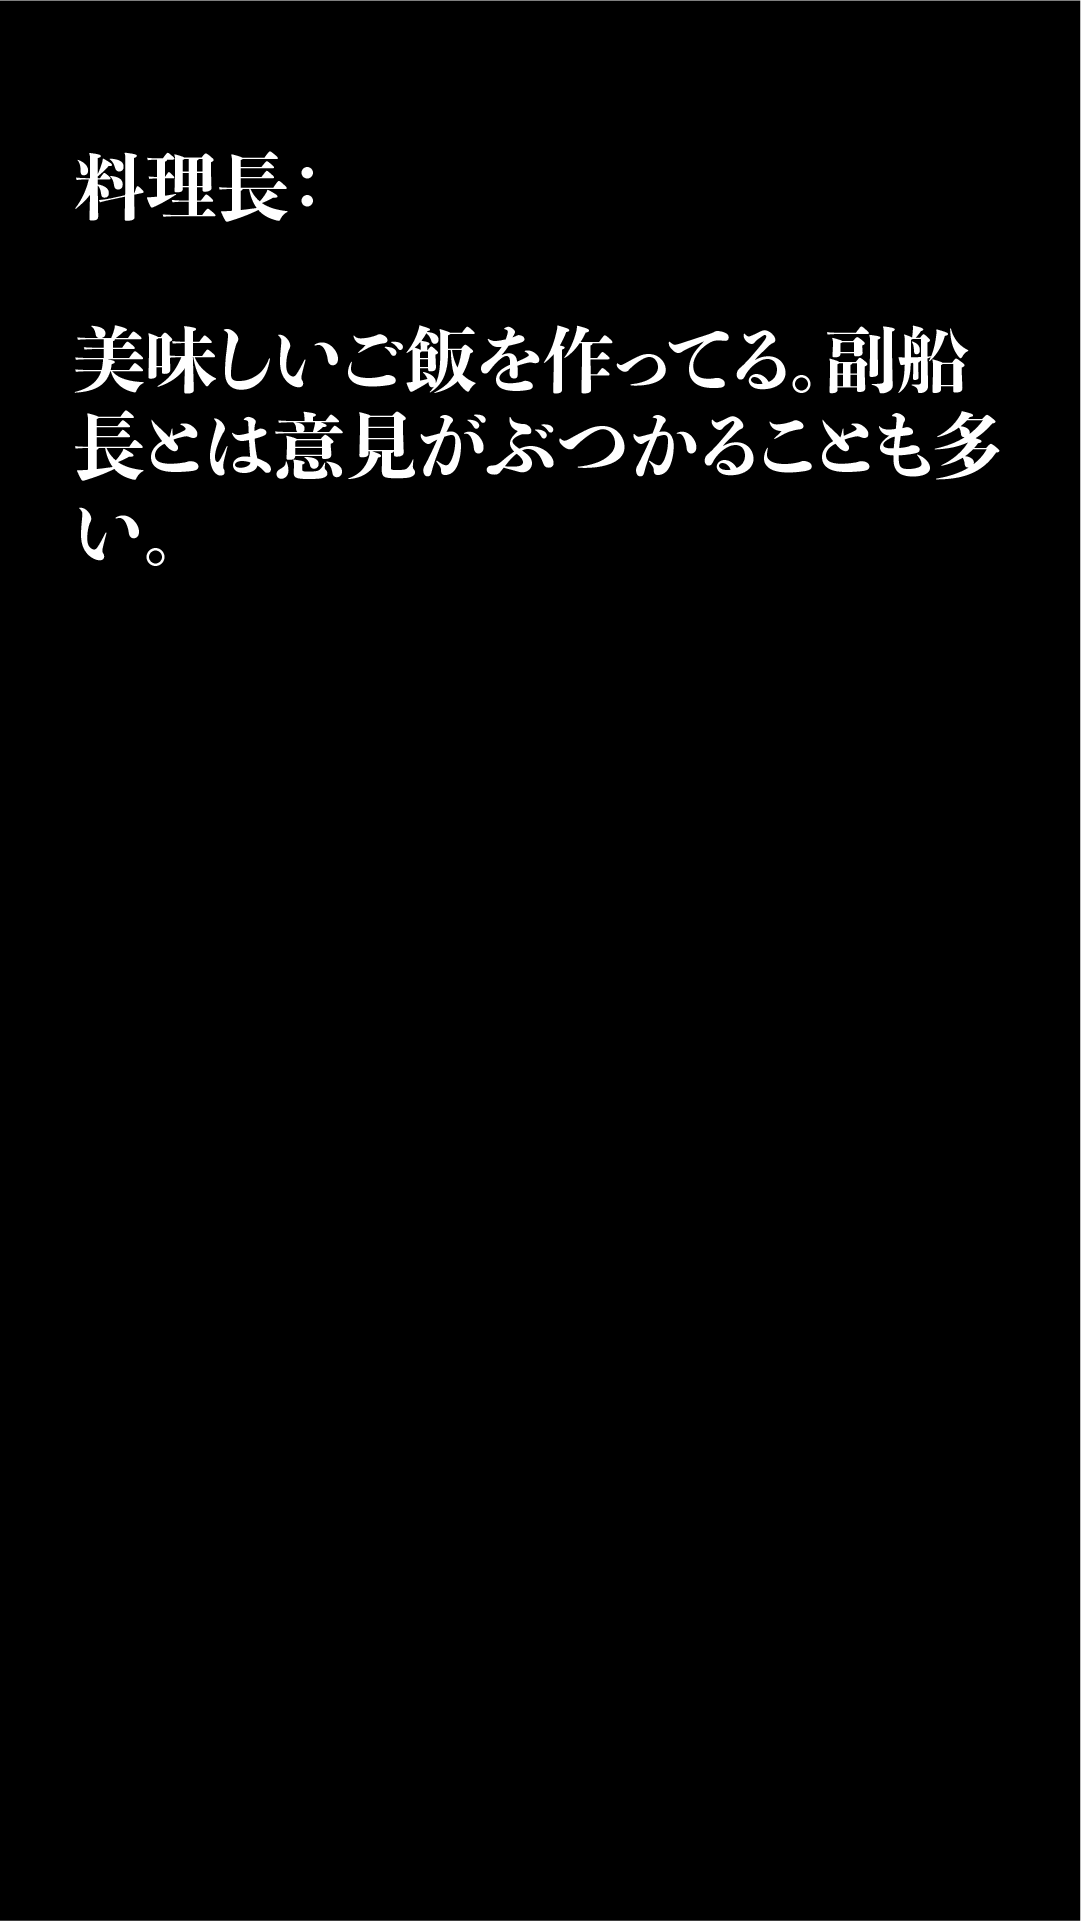 料理長：
美味しいご飯を作ってる。副船
長とは意見がぶつかることも多
い。